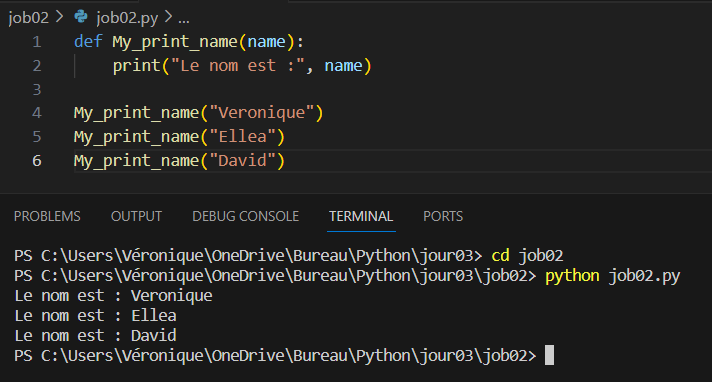 job02 > job02.py > ...
1 def My_print_name(name):
2     print("Le nom est :", name)
3
4 My_print_name("Veronique")
5 My_print_name("Ellea")
6 My_print_name("David")
PROBLEMS OUTPUT DEBUG CONSOLE TERMINAL PORTS
PS C:\Users\Véronique\OneDrive\Bureau\Python\jour03> cd job02
PS C:\Users\Véronique\OneDrive\Bureau\Python\jour03\job02> python job02.py
Le nom est : Veronique
Le nom est : Ellea
Le nom est : David
PS C:\Users\Véronique\OneDrive\Bureau\Python\jour03\job02>